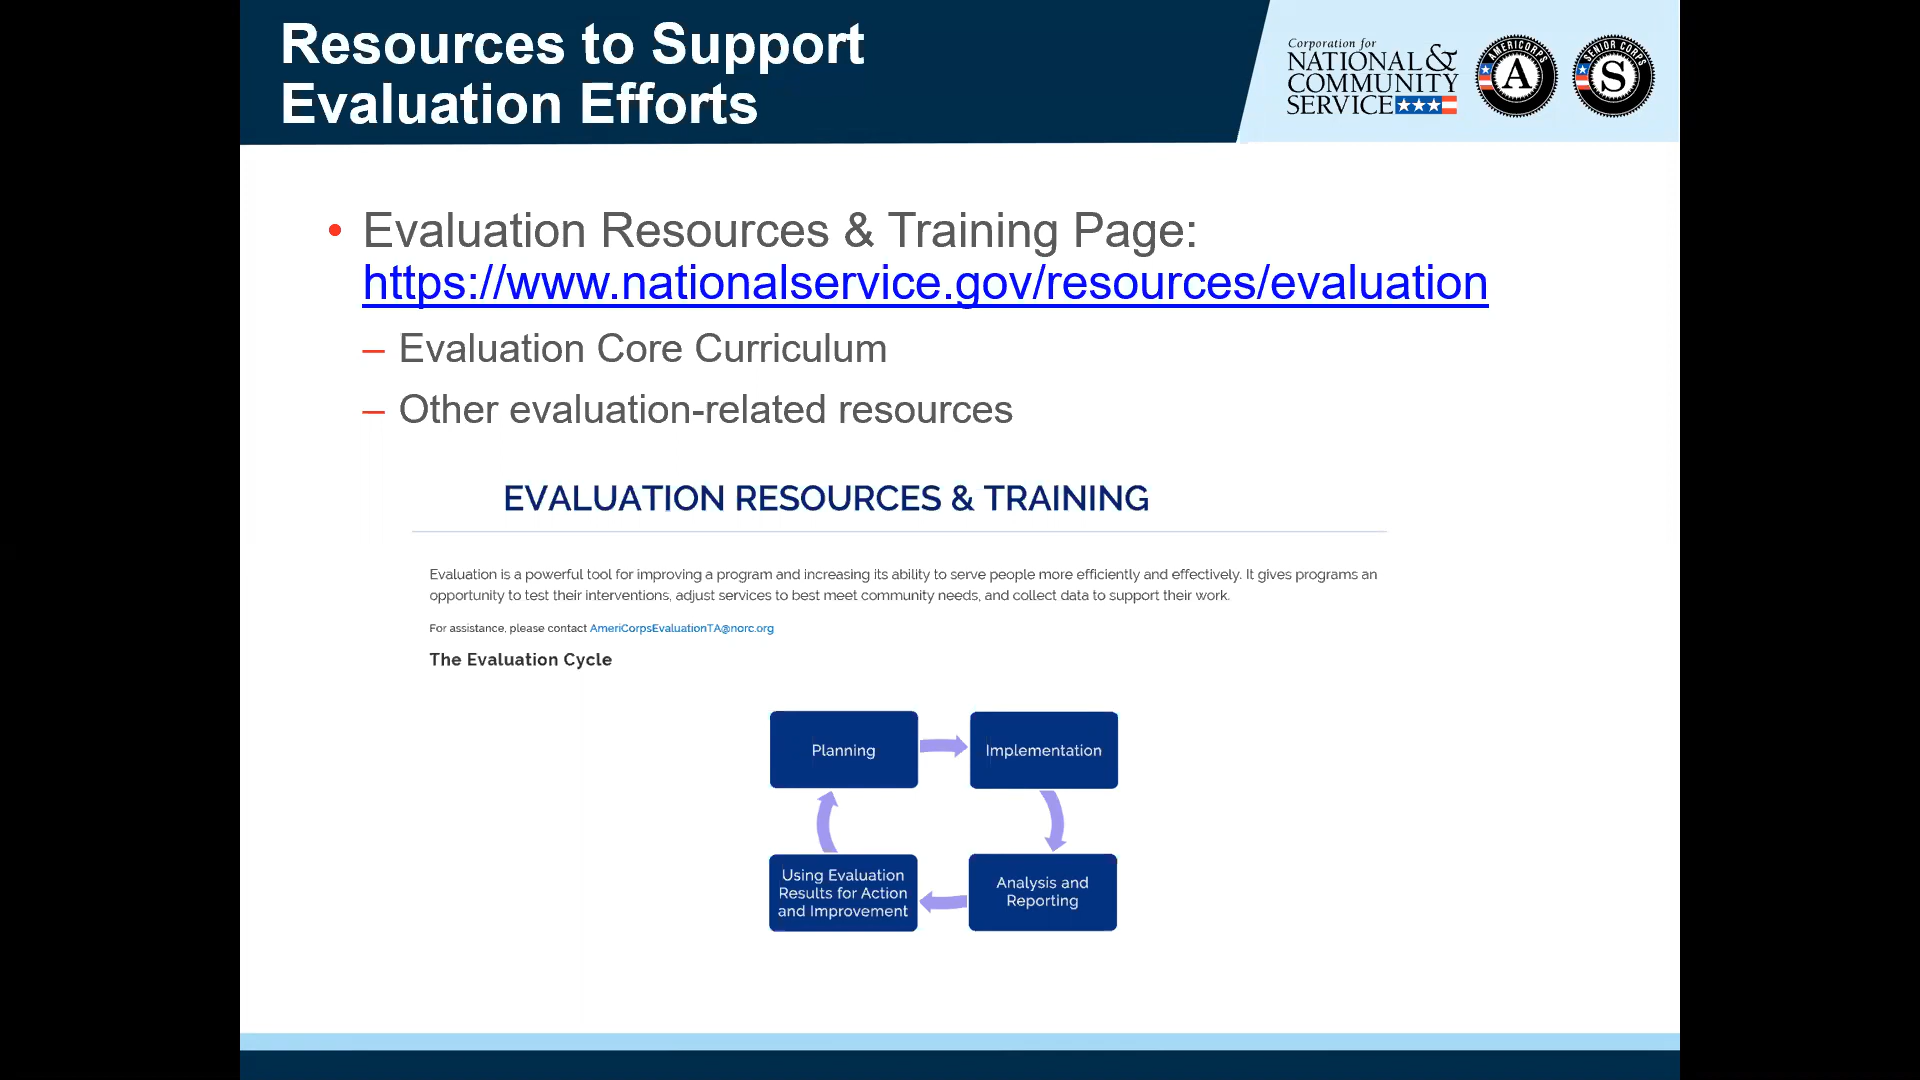 Resources to Support
Evaluation Efforts
Corporation for
NATIONAL &
COMMUNITY
SERVICE
AMERICORPS
A
SENIOR CORPS
S
• Evaluation Resources & Training Page:
https://www.nationalservice.gov/resources/evaluation
– Evaluation Core Curriculum
– Other evaluation-related resources
EVALUATION RESOURCES & TRAINING
Evaluation is a powerful tool for improving a program and increasing its ability to serve people more efficiently and effectively. It gives programs an
opportunity to test their interventions, adjust services to best meet community needs, and collect data to support their work.
For assistance, please contact AmeriCorpsEvaluationTA@norc.org
The Evaluation Cycle
Planning
Implementation
Using Evaluation
Results for Action
and Improvement
Analysis and
Reporting